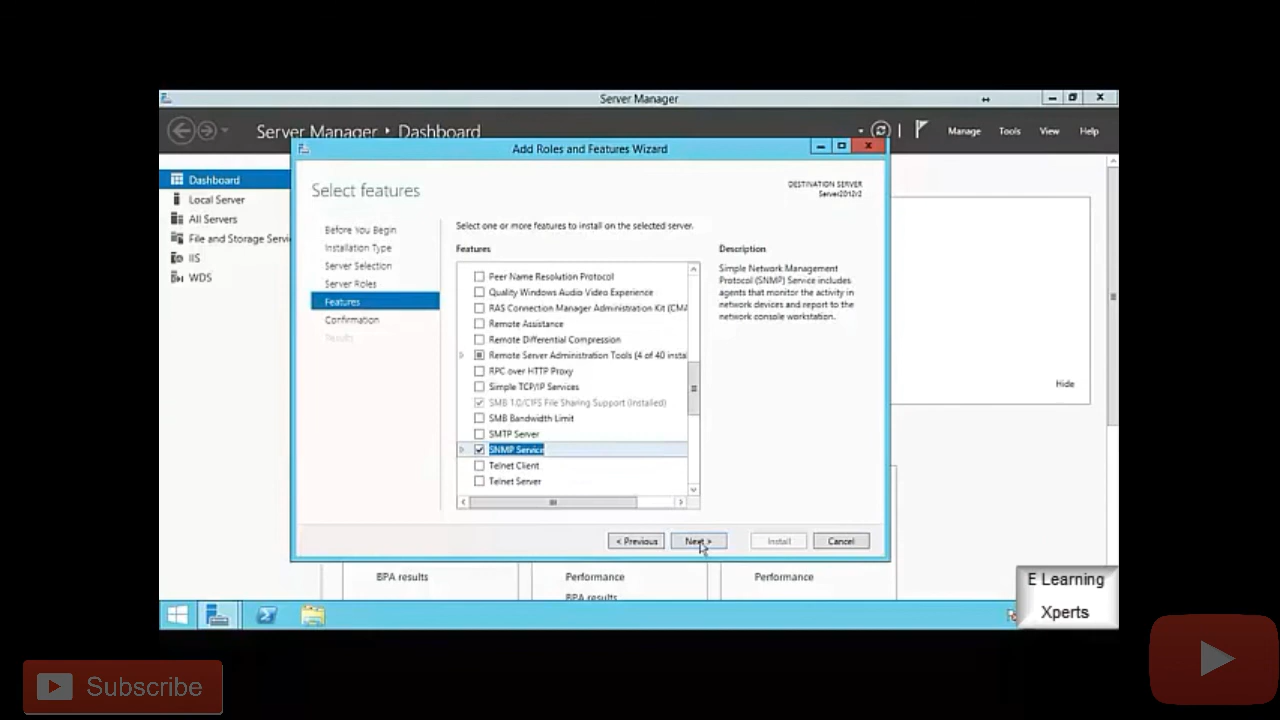 Server Manager
Server Manager • Dashboard
Manage
Tools
View
Help
Add Roles and Features Wizard
Dashboard
Local Server
All Servers
File and Storage Servi
IIS
WDS
Select features
DESTINATION SERVER
Server2012r2
Before You Begin
Installation Type
Server Selection
Server Roles
Features
Confirmation
Results
Select one or more features to install on the selected server.
Features
Peer Name Resolution Protocol
Quality Windows Audio Video Experience
RAS Connection Manager Administration Kit (CMA
Remote Assistance
Remote Differential Compression
Remote Server Administration Tools (4 of 40 insta
RPC over HTTP Proxy
Simple TCP/IP Services
SMB 1.0/CIFS File Sharing Support (Installed)
SMB Bandwidth Limit
SMTP Server
SNMP Service
Telnet Client
Telnet Server
Description
Simple Network Management
Protocol (SNMP) Service includes
agents that monitor the activity in
network devices and report to the
network console workstation.
Hide
< Previous
Next >
Install
Cancel
BPA results
Performance
BPA results
Performance
E Learning
Xperts
Subscribe